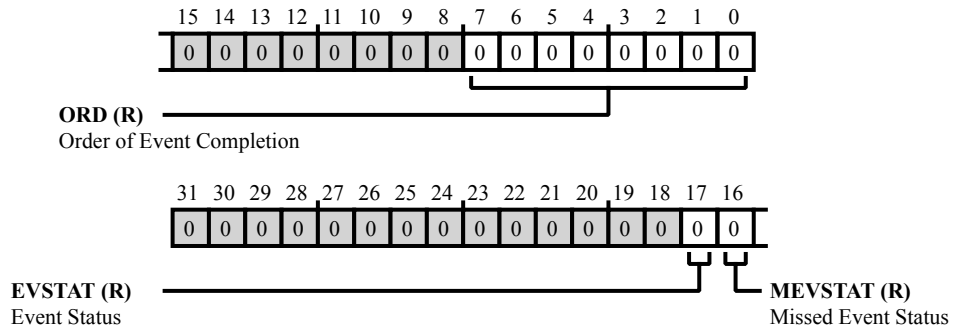 15 14 13 12 11 10 9 8 7 6 5 4 3 2 1 0
0 0 0 0 0 0 0 0 0 0 0 0 0 0 0 0
ORD (R)
Order of Event Completion
31 30 29 28 27 26 25 24 23 22 21 20 19 18 17 16
0 0 0 0 0 0 0 0 0 0 0 0 0 0 0 0
EVSTAT (R)
Event Status
MEVSTAT (R)
Missed Event Status